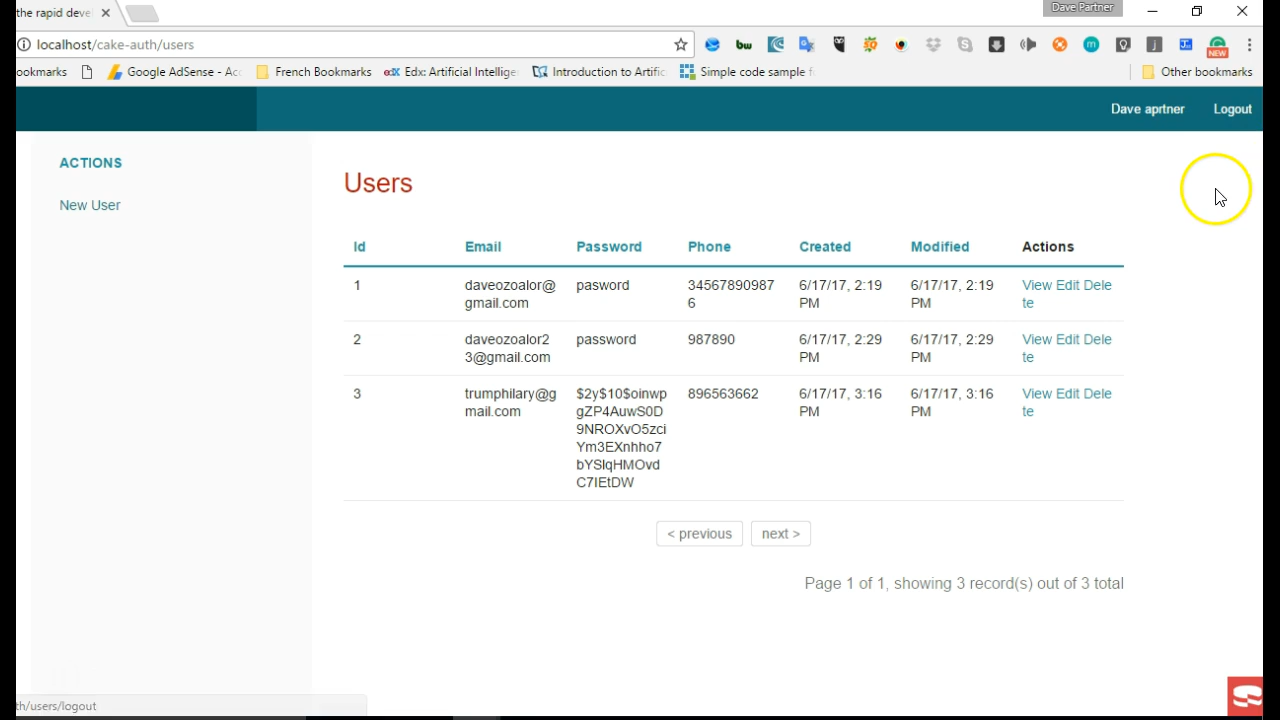 the rapid deve
Dave Partner
localhost/cake-auth/users
NEW
ookmarks
Google AdSense - Acc
French Bookmarks
edX Artificial Intellige
Introduction to Artific
Simple code sample f
Other bookmarks
Dave aprtner
Logout
ACTIONS
New User
Users
Id Email Password Phone Created Modified Actions
1 daveozoalor@ pasword 34567890987 6/17/17, 2:19 6/17/17, 2:19 View Edit Dele
gmail.com 6 PM PM te
2 daveozoalor2 password 987890 6/17/17, 2:29 6/17/17, 2:29 View Edit Dele
3@gmail.com PM PM te
3 trumphilary@g $2y$10$oinwp 896563662 6/17/17, 3:16 6/17/17, 3:16 View Edit Dele
mail.com gZP4AuwS0D PM PM te
9NROXvO5zci
Ym3EXnhho7
bYSlqHMOvd
C7IEtDW
< previous next >
Page 1 of 1, showing 3 record(s) out of 3 total
th/users/logout